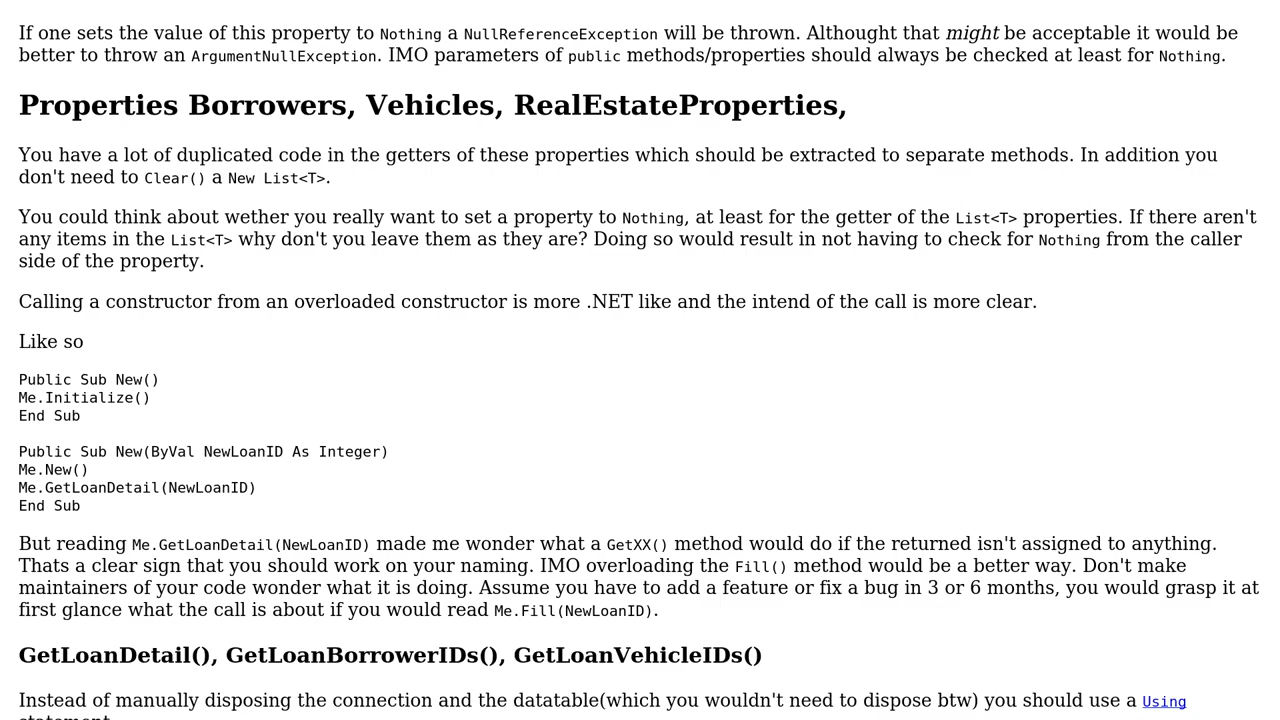 If one sets the value of this property to Nothing a NullReferenceException will be thrown. Althought that might be acceptable it would be
better to throw an ArgumentNullException. IMO parameters of public methods/properties should always be checked at least for Nothing.
Properties Borrowers, Vehicles, RealEstateProperties,
You have a lot of duplicated code in the getters of these properties which should be extracted to separate methods. In addition you
don't need to Clear() a New List<T>.
You could think about wether you really want to set a property to Nothing, at least for the getter of the List<T> properties. If there aren't
any items in the List<T> why don't you leave them as they are? Doing so would result in not having to check for Nothing from the caller
side of the property.
Calling a constructor from an overloaded constructor is more .NET like and the intend of the call is more clear.
Like so
Public Sub New()
Me.Initialize()
End Sub
Public Sub New(ByVal NewLoanID As Integer)
Me.New()
Me.GetLoanDetail(NewLoanID)
End Sub
But reading Me.GetLoanDetail(NewLoanID) made me wonder what a GetXX() method would do if the returned isn't assigned to anything.
Thats a clear sign that you should work on your naming. IMO overloading the Fill() method would be a better way. Don't make
maintainers of your code wonder what it is doing. Assume you have to add a feature or fix a bug in 3 or 6 months, you would grasp it at
first glance what the call is about if you would read Me.Fill(NewLoanID).
GetLoanDetail(), GetLoanBorrowerIDs(), GetLoanVehicleIDs()
Instead of manually disposing the connection and the datatable(which you wouldn't need to dispose btw) you should use a Using